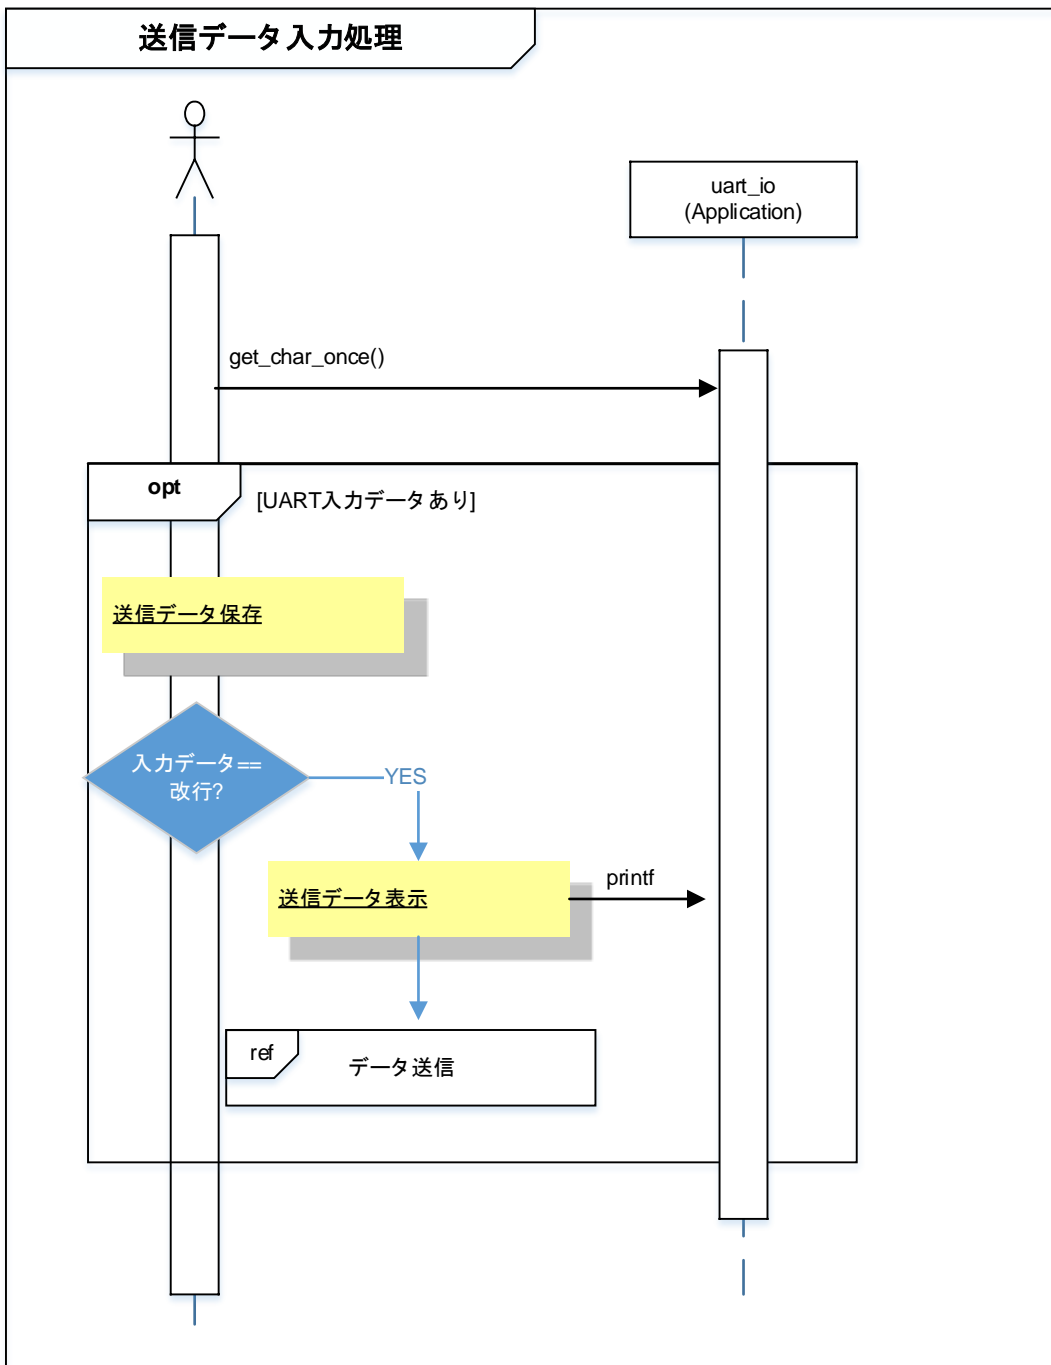 送信データ入力処理
uart_io
(Application)
get_char_once()
opt
[UART入力データあり]
送信データ保存
入力データ==
改行?
YES
送信データ表示
printf
ref
データ送信